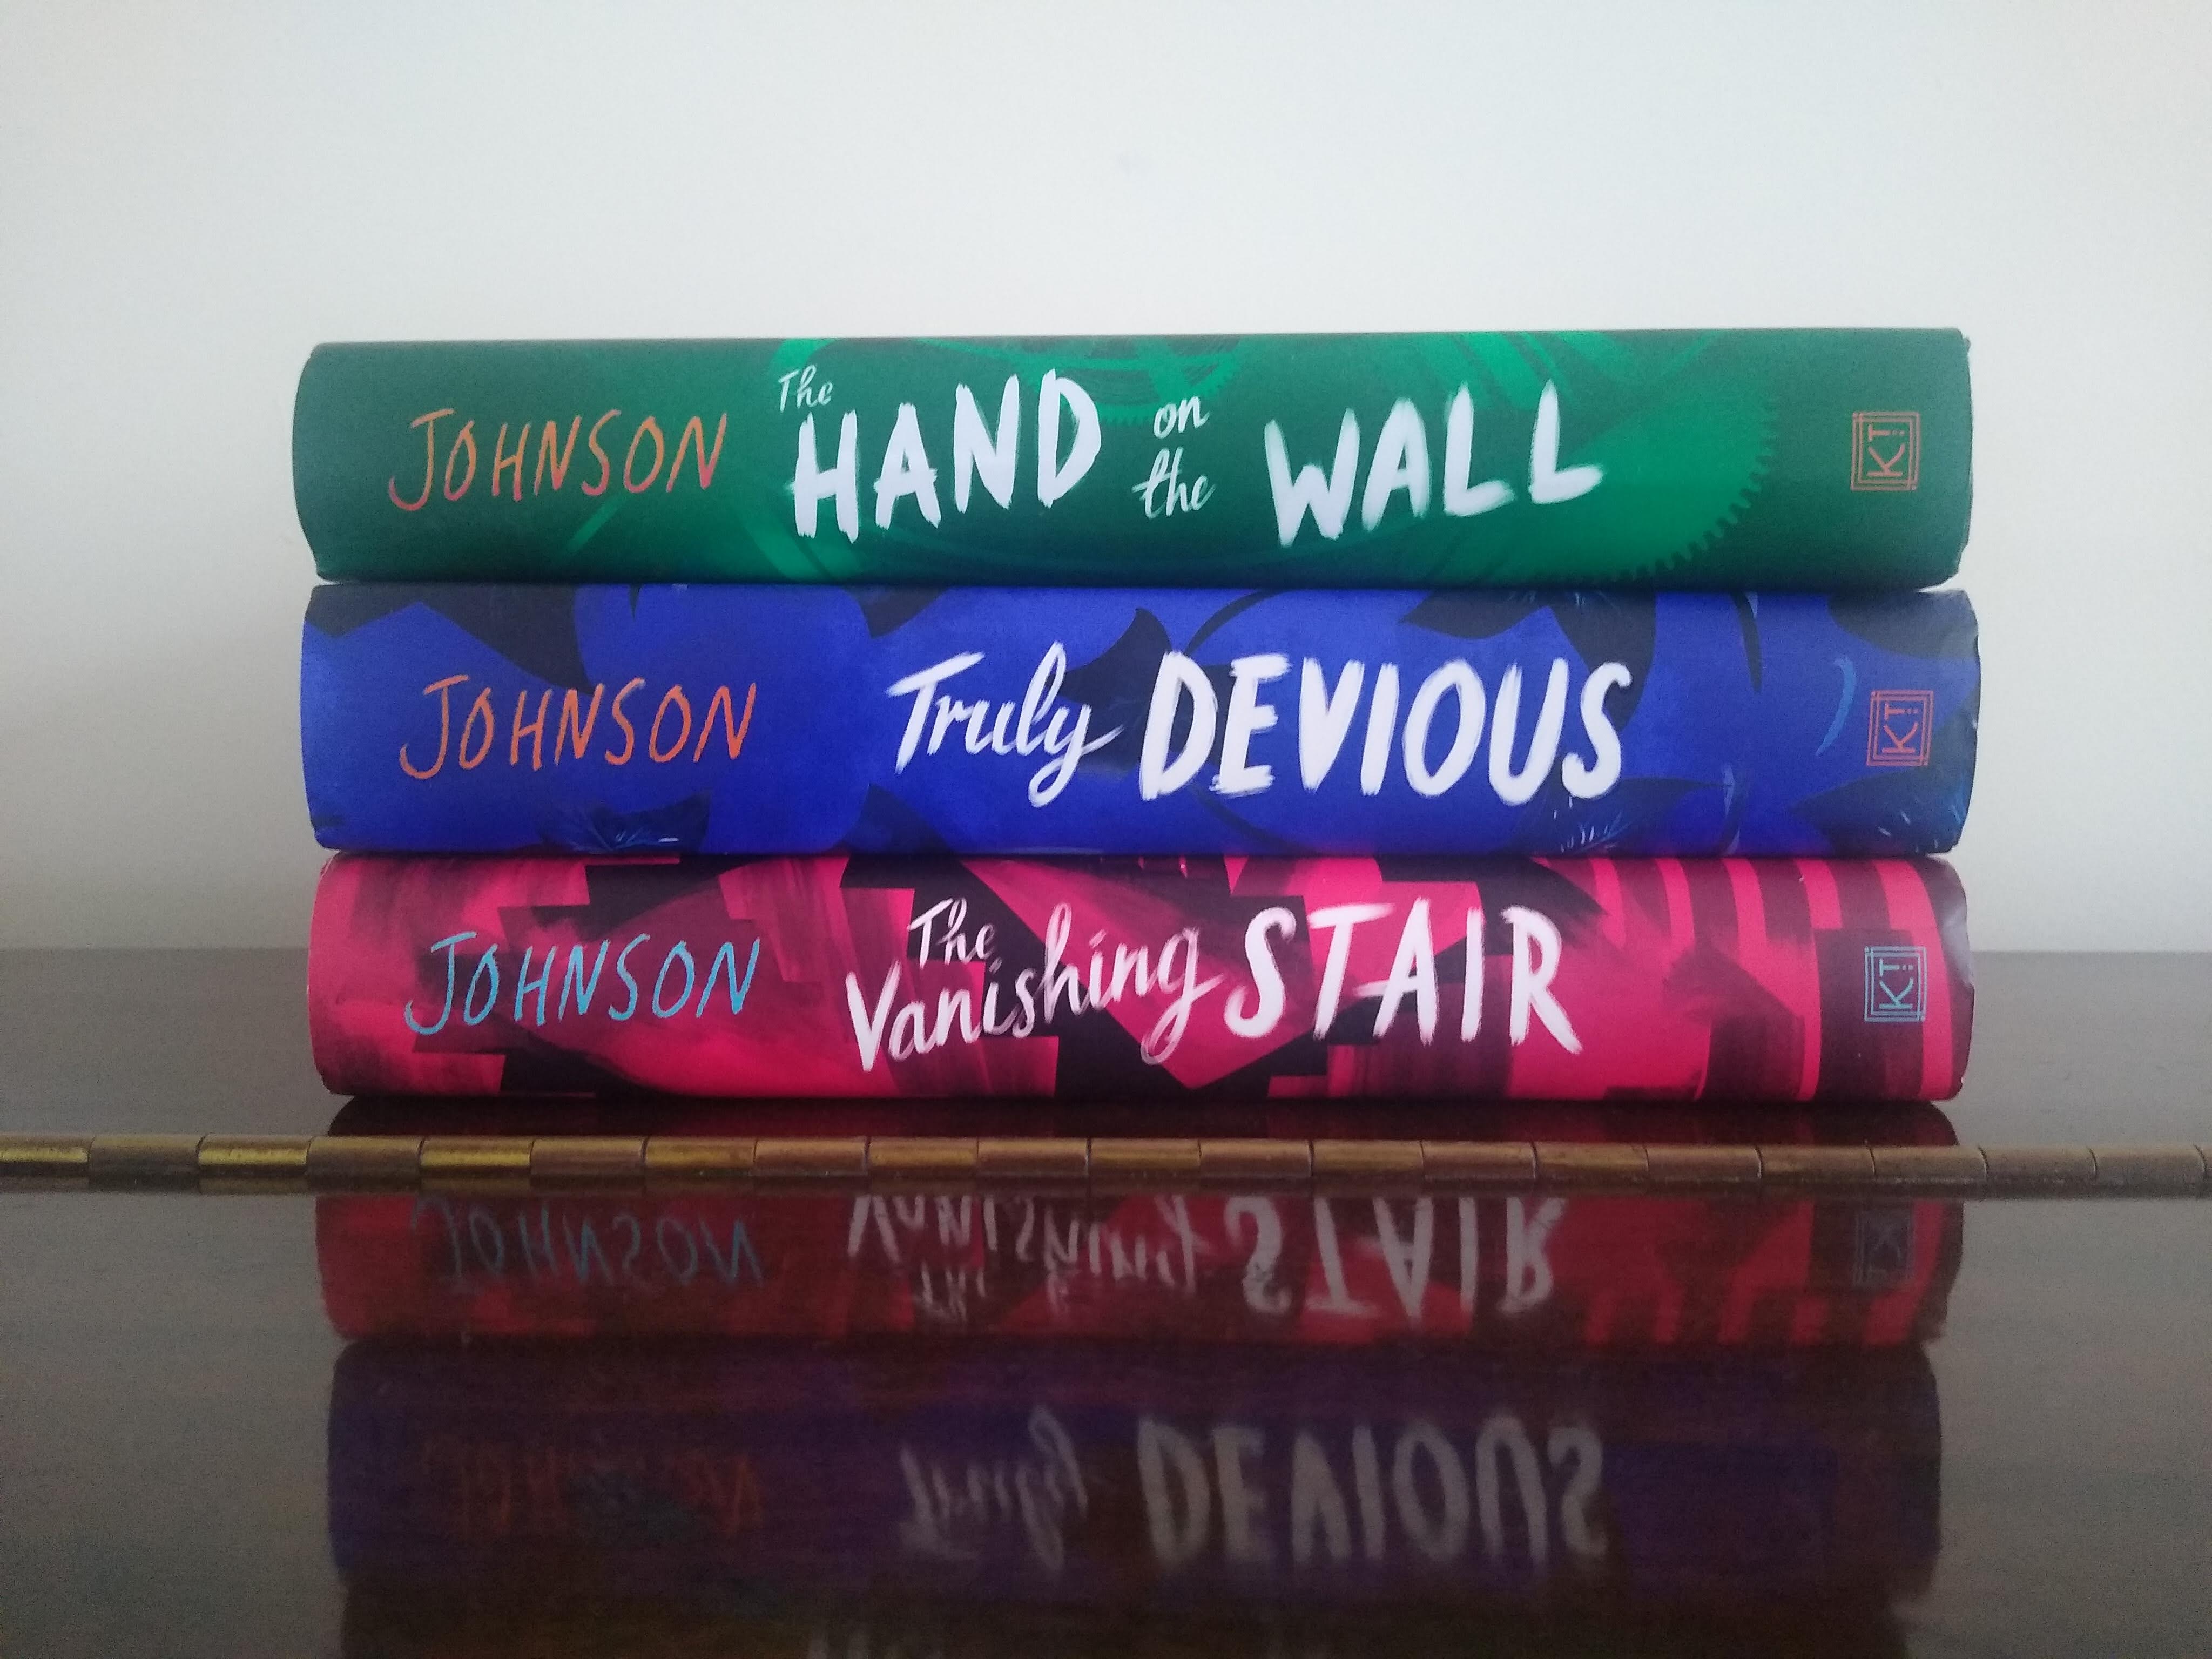 JOHNSON The HAND on the WALL KT
JOHNSON Truly DEVIOUS KT
JOHNSON The Vanishing STAIR KT